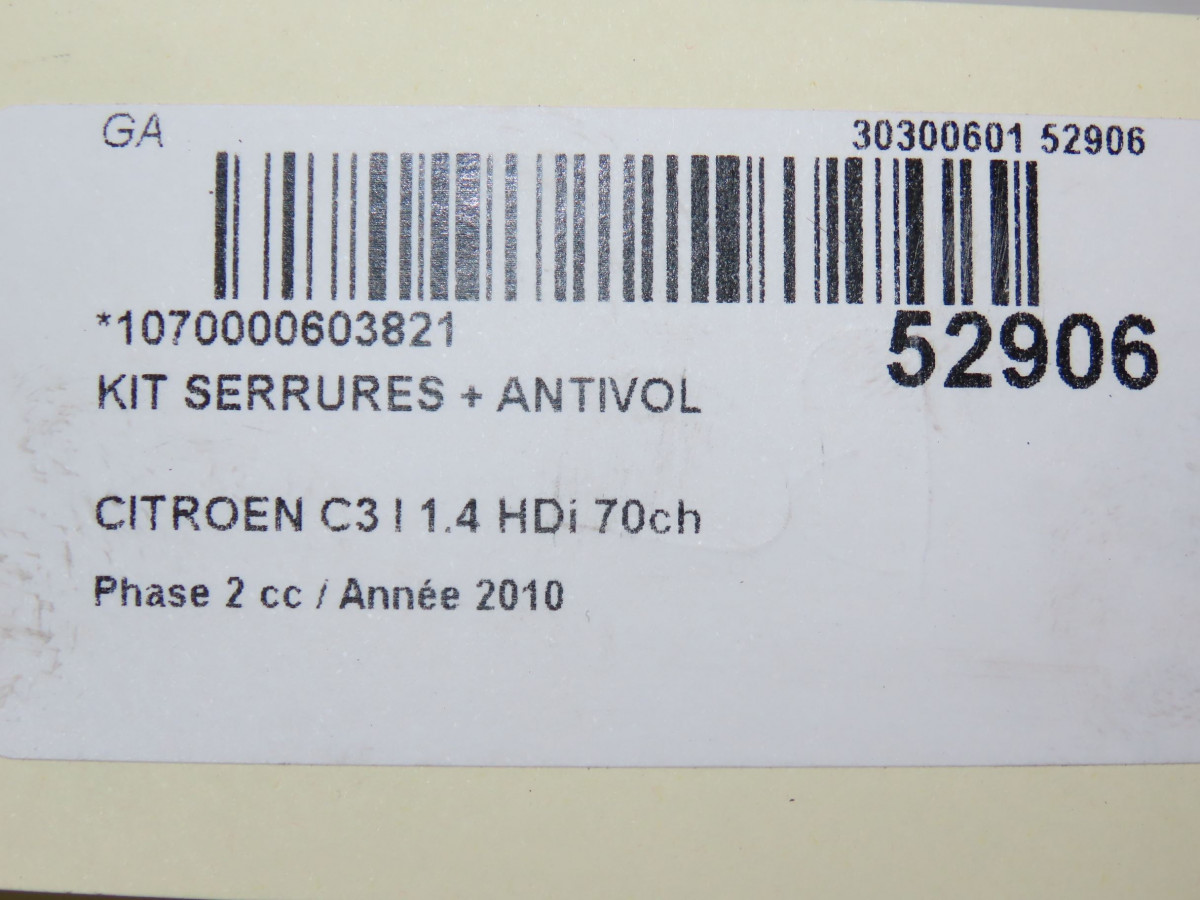 GA
30300601 52906
*1070000603821
52906
KIT SERRURES + ANTIVOL
CITROEN C3 I 1.4 HDi 70ch
Phase 2 cc / Année 2010